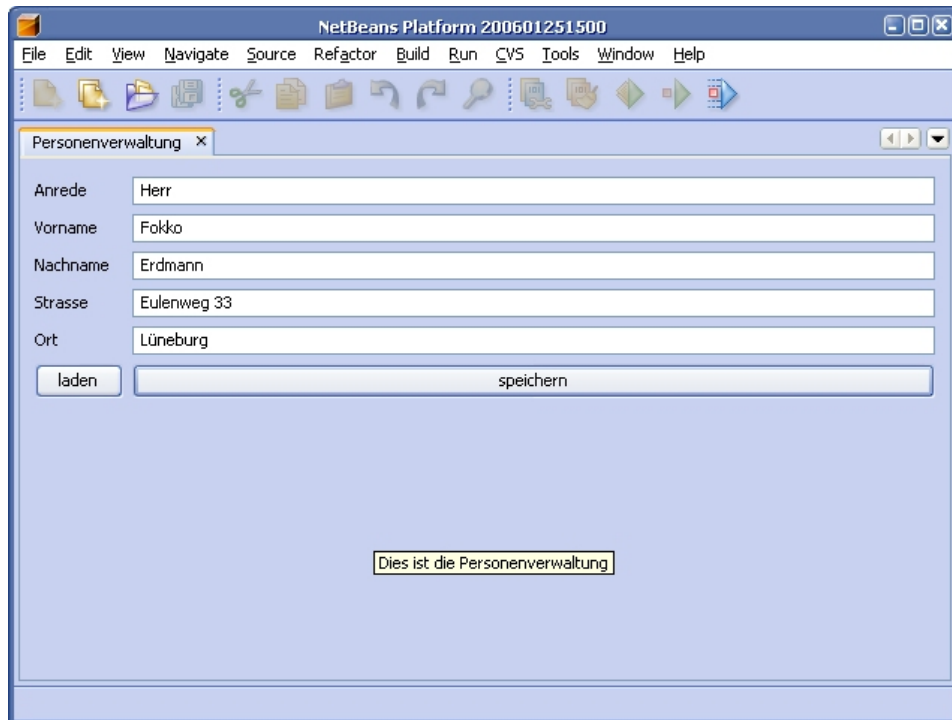 NetBeans Platform 200601251500
File Edit View Navigate Source Refactor Build Run CVS Tools Window Help
Personenverwaltung
Anrede Herr
Vorname Fokko
Nachname Erdmann
Strasse Eulenweg 33
Ort Lüneburg
laden speichern
Dies ist die Personenverwaltung